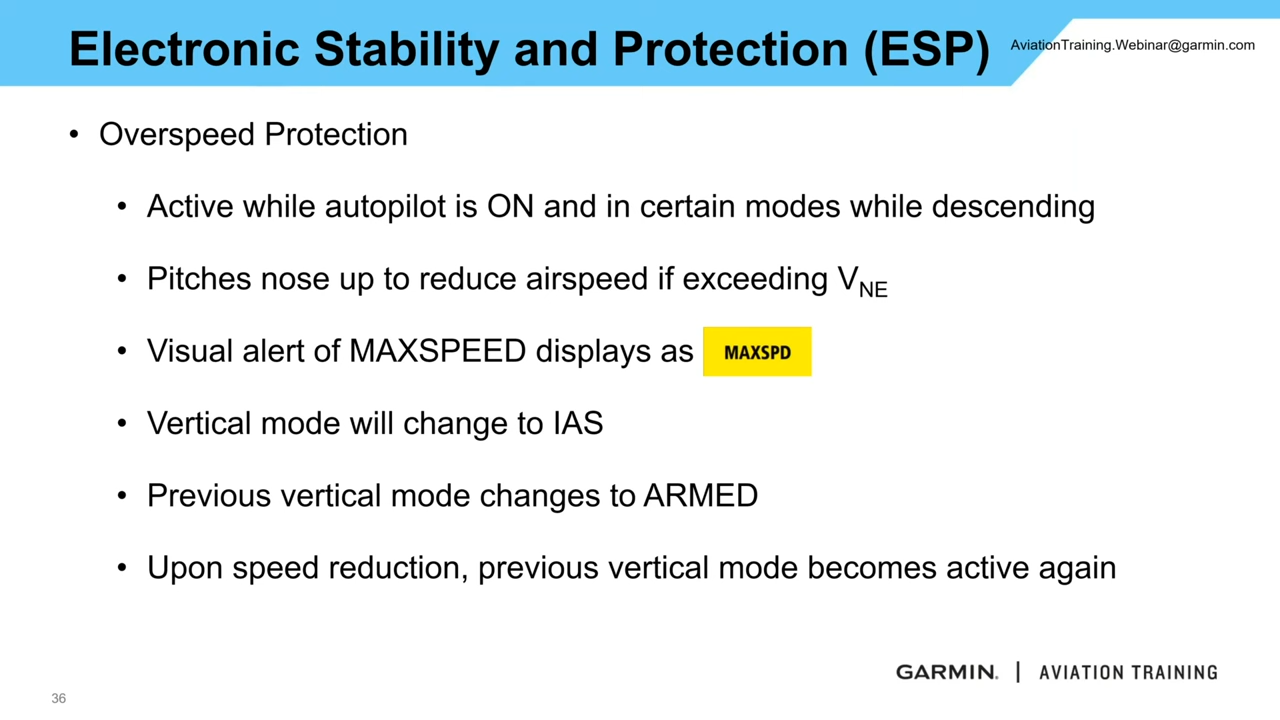 Electronic Stability and Protection (ESP)
AviationTraining.Webinar@garmin.com
• Overspeed Protection
• Active while autopilot is ON and in certain modes while descending
• Pitches nose up to reduce airspeed if exceeding VNE
• Visual alert of MAXSPEED displays as MAXSPD
• Vertical mode will change to IAS
• Previous vertical mode changes to ARMED
• Upon speed reduction, previous vertical mode becomes active again
GARMIN. | AVIATION TRAINING
36